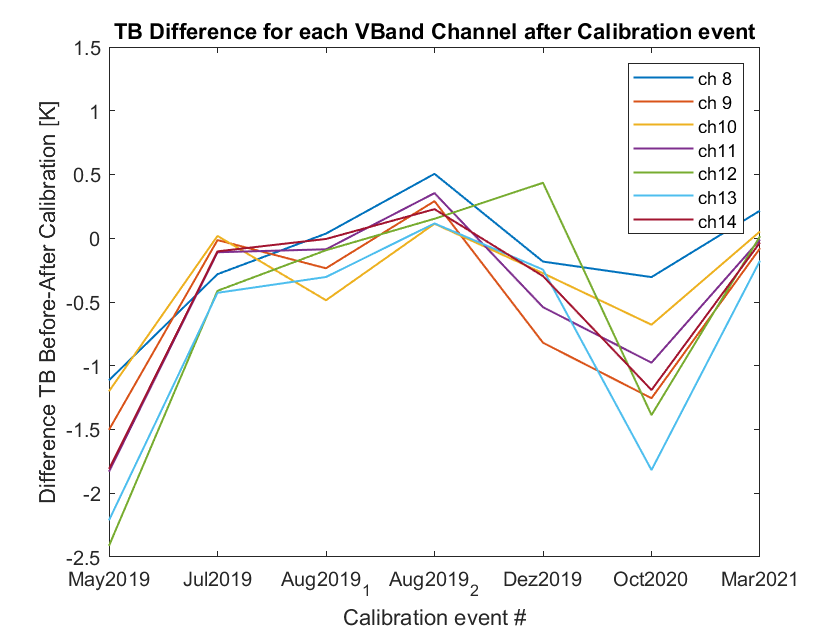 TB Difference for each VBand Channel after Calibration event
Difference TB Before-After Calibration [K]
1.5
1
0.5
0
-0.5
-1
-1.5
-2
-2.5
ch 8
ch 9
ch10
ch11
ch12
ch13
ch14
May2019 Jul2019 Aug2019₁ Aug2019₂ Dez2019 Oct2020 Mar2021
Calibration event #